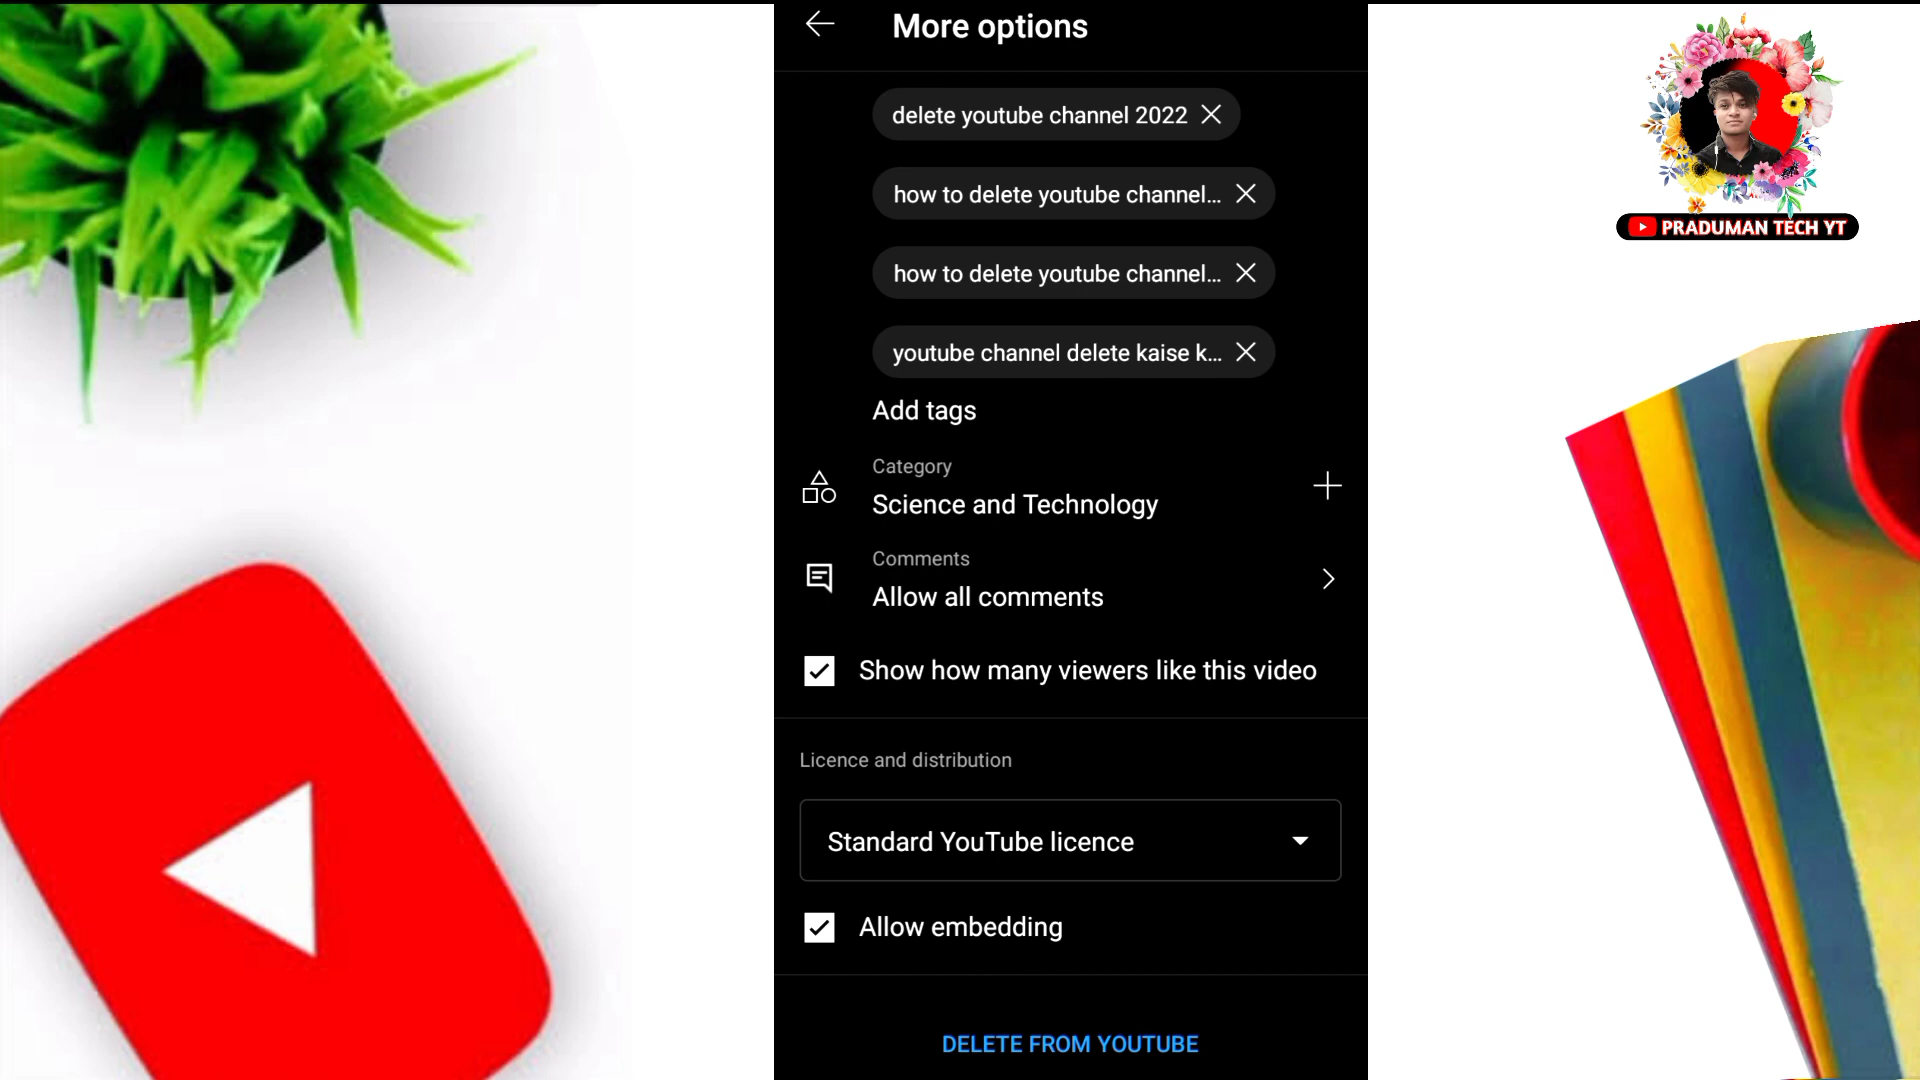 More options
delete youtube channel 2022
how to delete youtube channel...
how to delete youtube channel...
youtube channel delete kaise k...
Add tags
Category
Science and Technology
Comments
Allow all comments
Show how many viewers like this video
Licence and distribution
Standard YouTube licence
Allow embedding
DELETE FROM YOUTUBE
PRADUMAN TECH YT